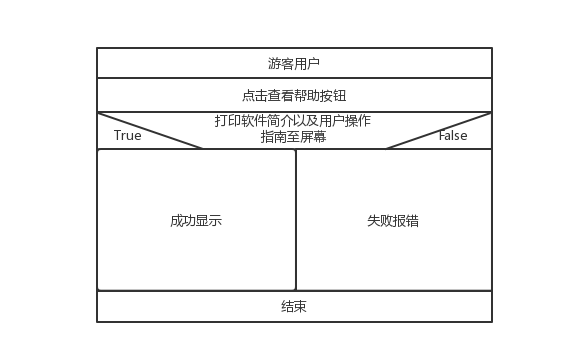 游客用户
点击查看帮助按钮
打印软件简介以及用户操作
指南至屏幕
True
False
成功显示
失败报错
结束